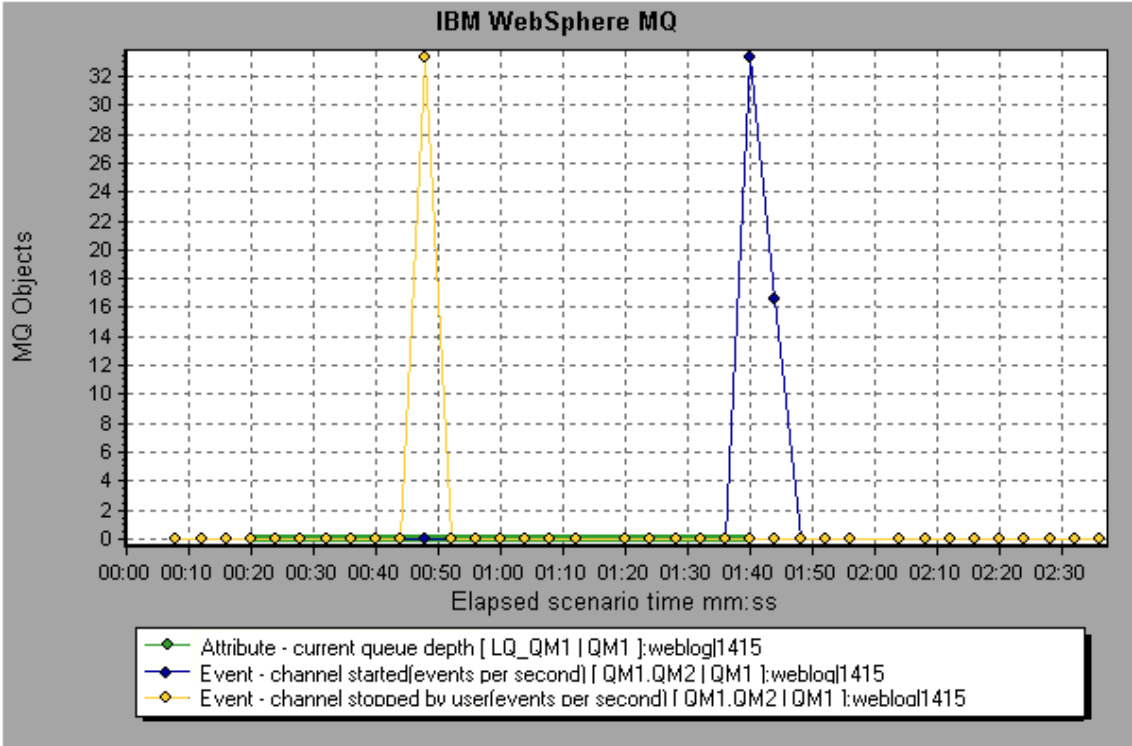 IBM WebSphere MQ
32
30
28
26
24
22
20
18
16
14
12
10
8
6
4
2
0
MQ Objects
00:00 00:10 00:20 00:30 00:40 00:50 01:00 01:10 01:20 01:30 01:40 01:50 02:00 02:10 02:20 02:30
Elapsed scenario time mm:ss
Attribute - current queue depth [ LQ_QM1 | QM1 ]:weblog|1415
Event - channel started(events per second) [ QM1.QM2 | QM1 ]:weblog|1415
Event - channel stopped by user(events per second) [ QM1.QM2 | QM1 ]:weblog|1415